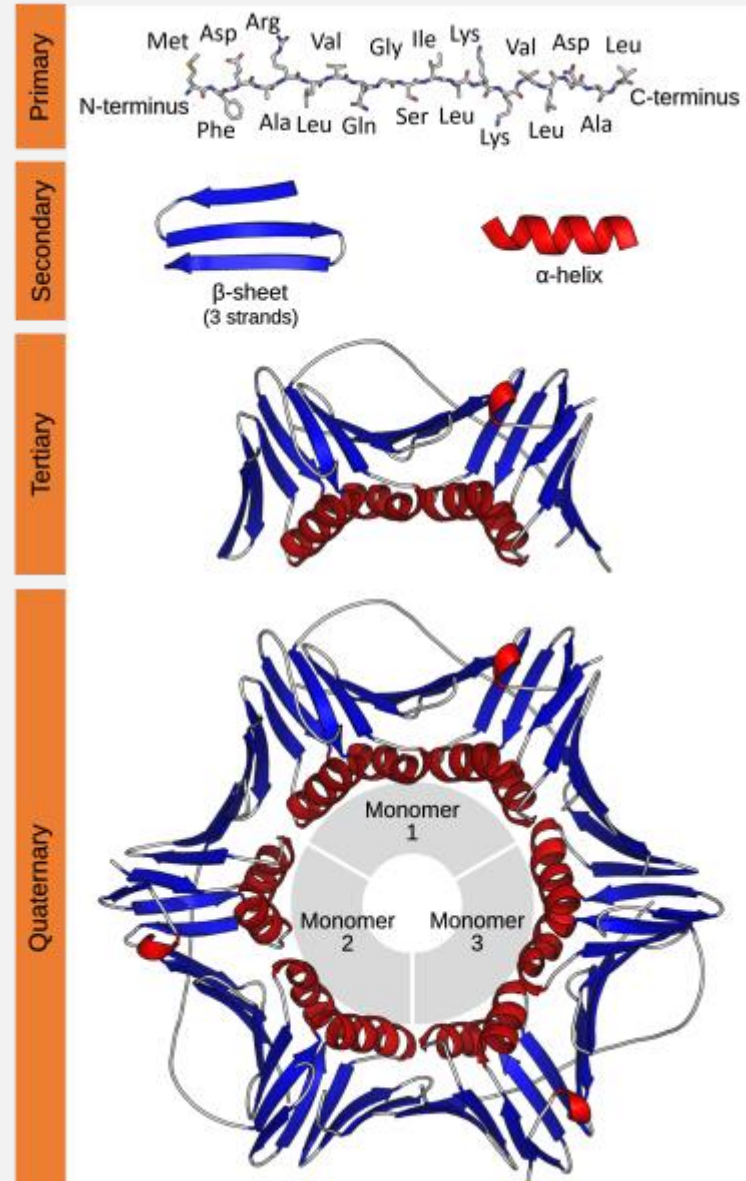 Primary
Met Asp Arg Val Gly Ile Lys Val Asp Leu
N-terminus C-terminus
Phe Ala Leu Gln Ser Leu Lys Leu Ala
Secondary
β-sheet
(3 strands)
α-helix
Tertiary
Quaternary
Monomer
1
Monomer
2
Monomer
3